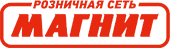 РОЗНИЧНАЯ СЕТЬ
МАГНИТ